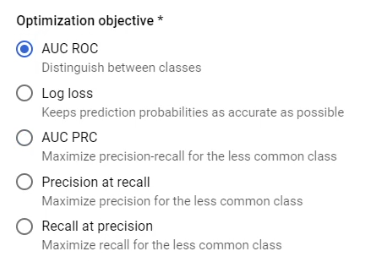 Optimization objective *
AUC ROC
Distinguish between classes
Log loss
Keeps prediction probabilities as accurate as possible
AUC PRC
Maximize precision-recall for the less common class
Precision at recall
Maximize precision for the less common class
Recall at precision
Maximize recall for the less common class